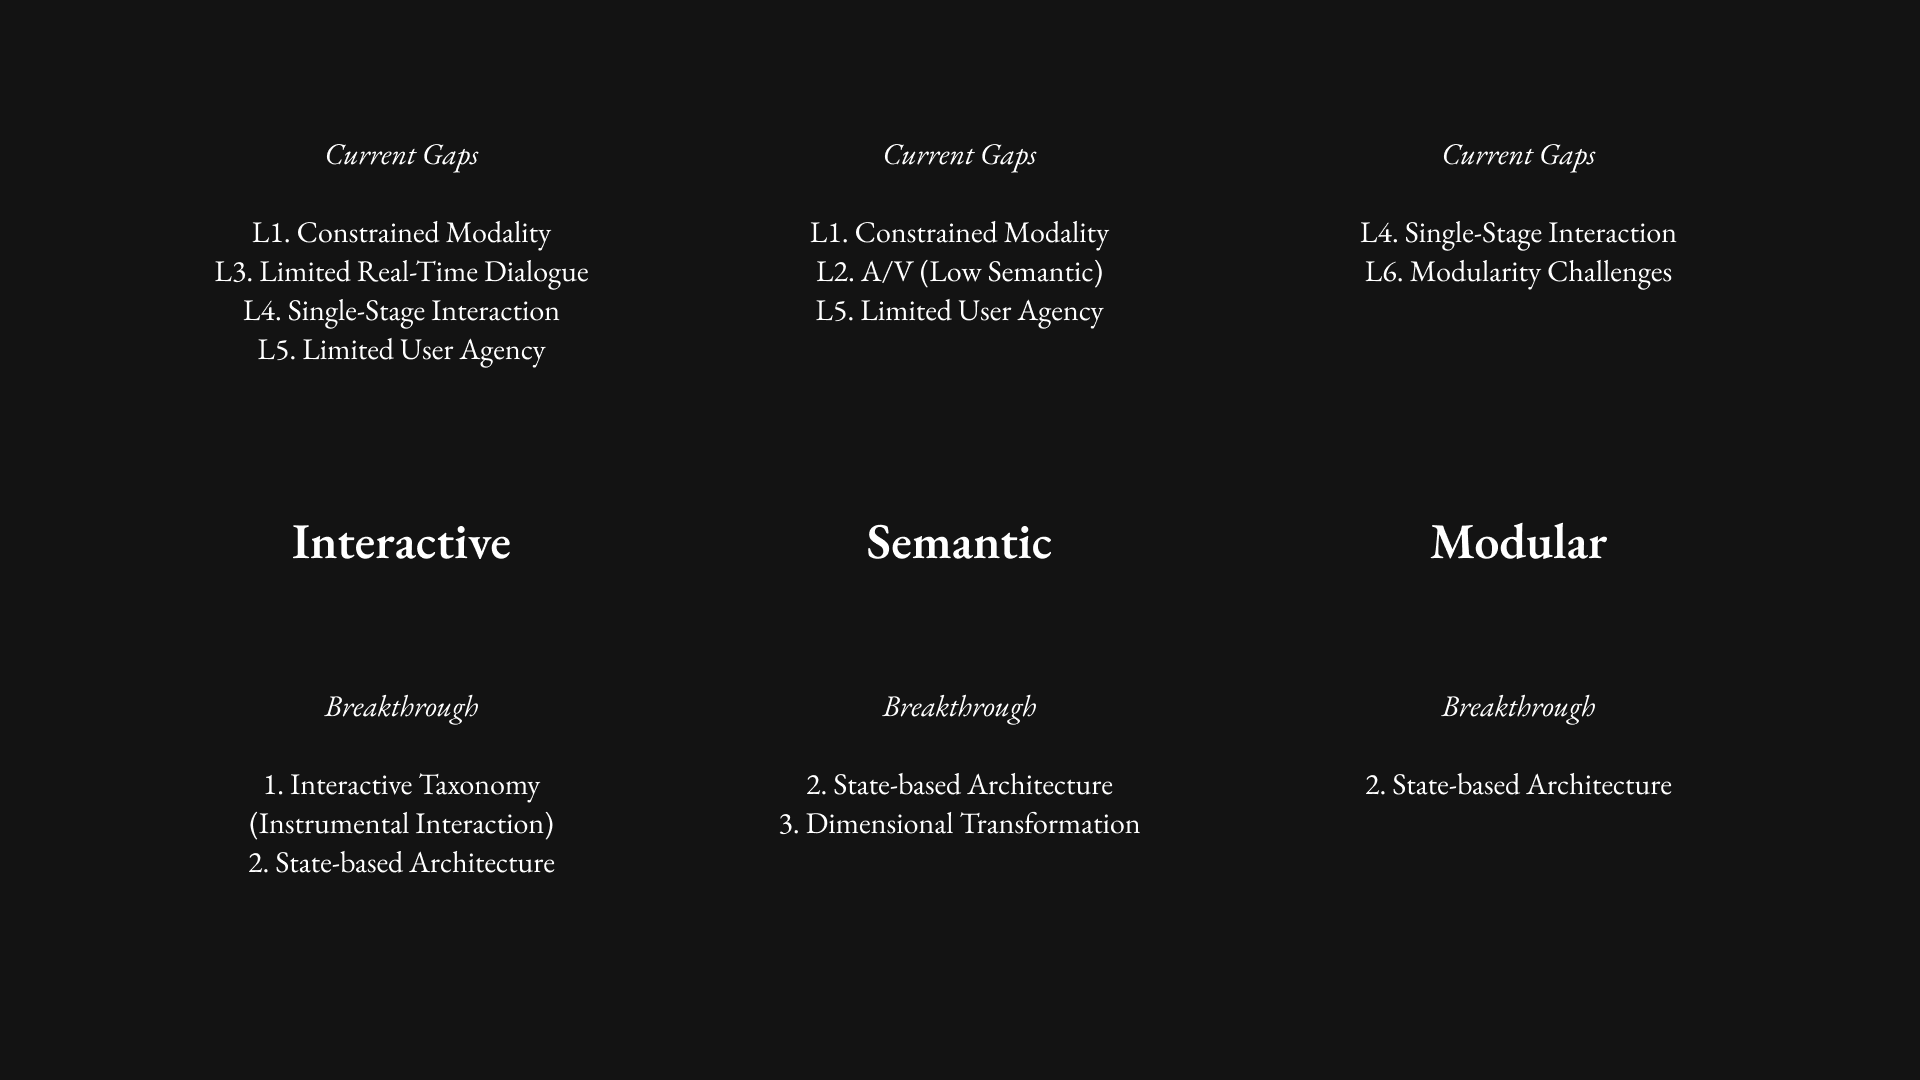 Current Gaps
L1. Constrained Modality
L3. Limited Real-Time Dialogue
L4. Single-Stage Interaction
L5. Limited User Agency
Interactive
Breakthrough
1. Interactive Taxonomy
(Instrumental Interaction)
2. State-based Architecture
Current Gaps
L1. Constrained Modality
L2. A/V (Low Semantic)
L5. Limited User Agency
Semantic
Breakthrough
2. State-based Architecture
3. Dimensional Transformation
Current Gaps
L4. Single-Stage Interaction
L6. Modularity Challenges
Modular
Breakthrough
2. State-based Architecture